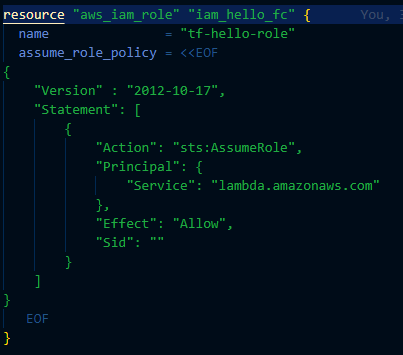 resource "aws_iam_role" "iam_hello_fc" { You,
name = "tf-hello-role"
assume_role_policy = <<EOF
{
"Version" : "2012-10-17",
"Statement": [
{
"Action": "sts:AssumeRole",
"Principal": {
"Service": "lambda.amazonaws.com"
},
"Effect": "Allow",
"Sid": ""
}
]
}
EOF
}